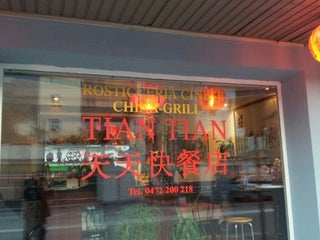 ROSTICCERIA CINESE
CHINA-GRILL
TIAN TIAN
天天快餐店
Tel. 0472 200 218